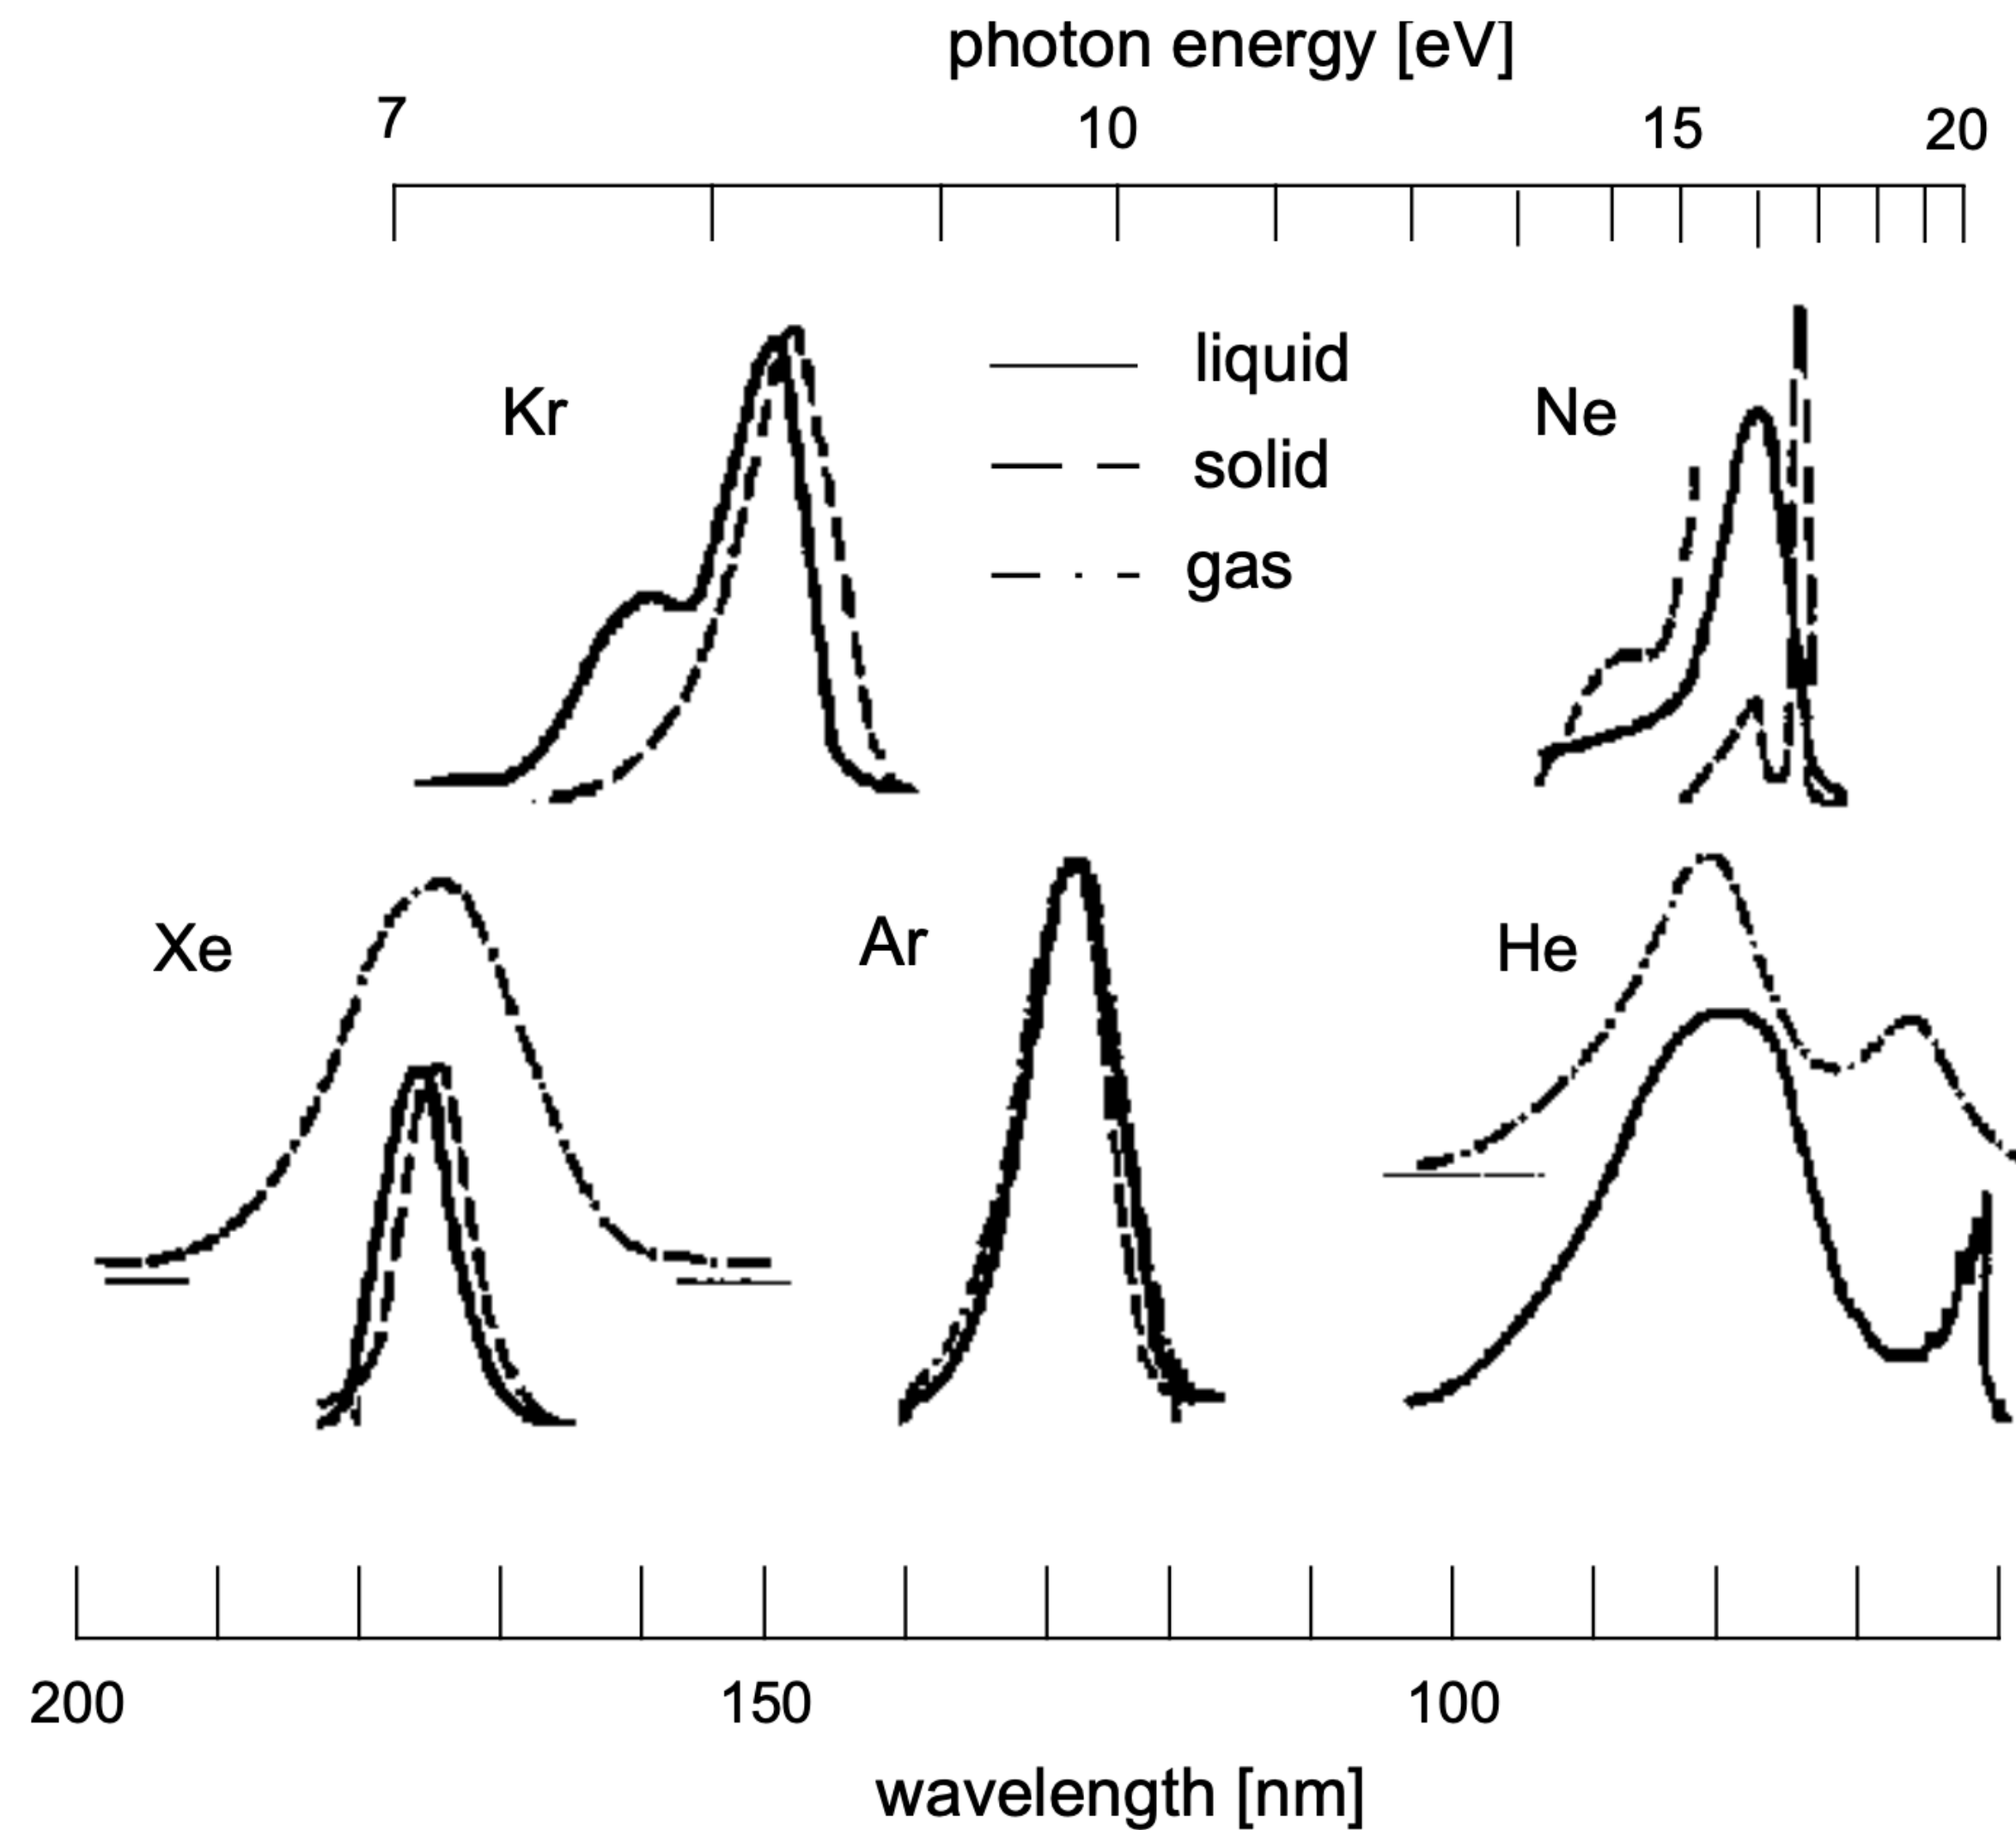 photon energy [eV]
7 10 15 20
Kr
liquid
solid
gas
Ne
Xe
Ar
He
200 150 100
wavelength [nm]